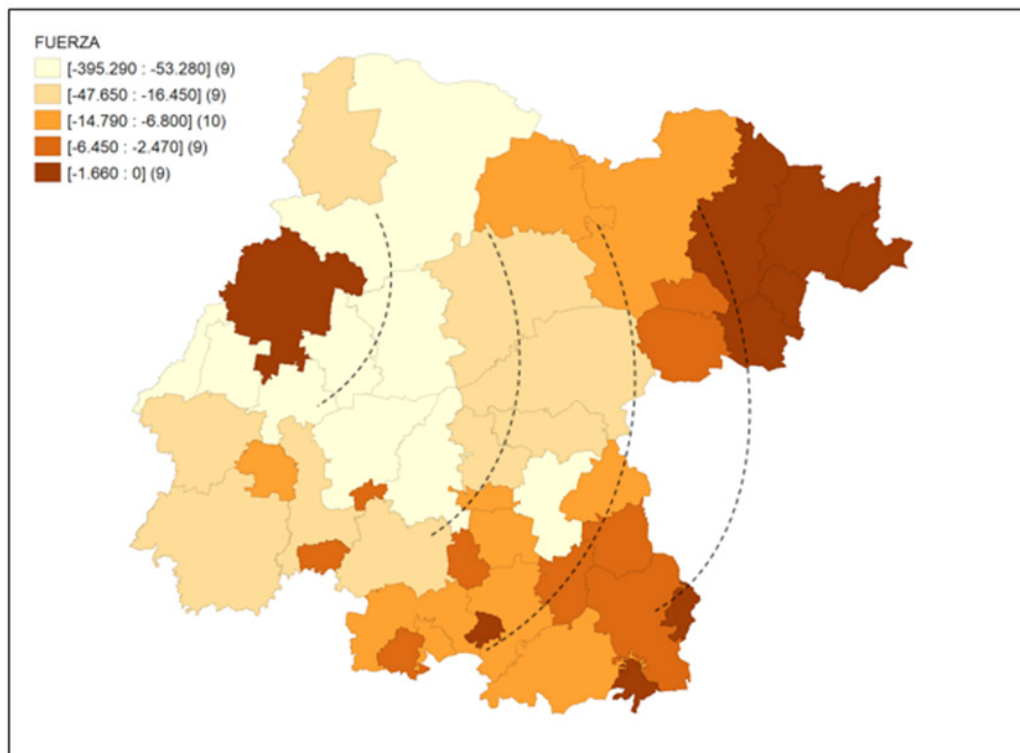 FUERZA
[-395.290 : -53.280] (9)
[-47.650 : -16.450] (9)
[-14.790 : -6.800] (10)
[-6.450 : -2.470] (9)
[-1.660 : 0] (9)